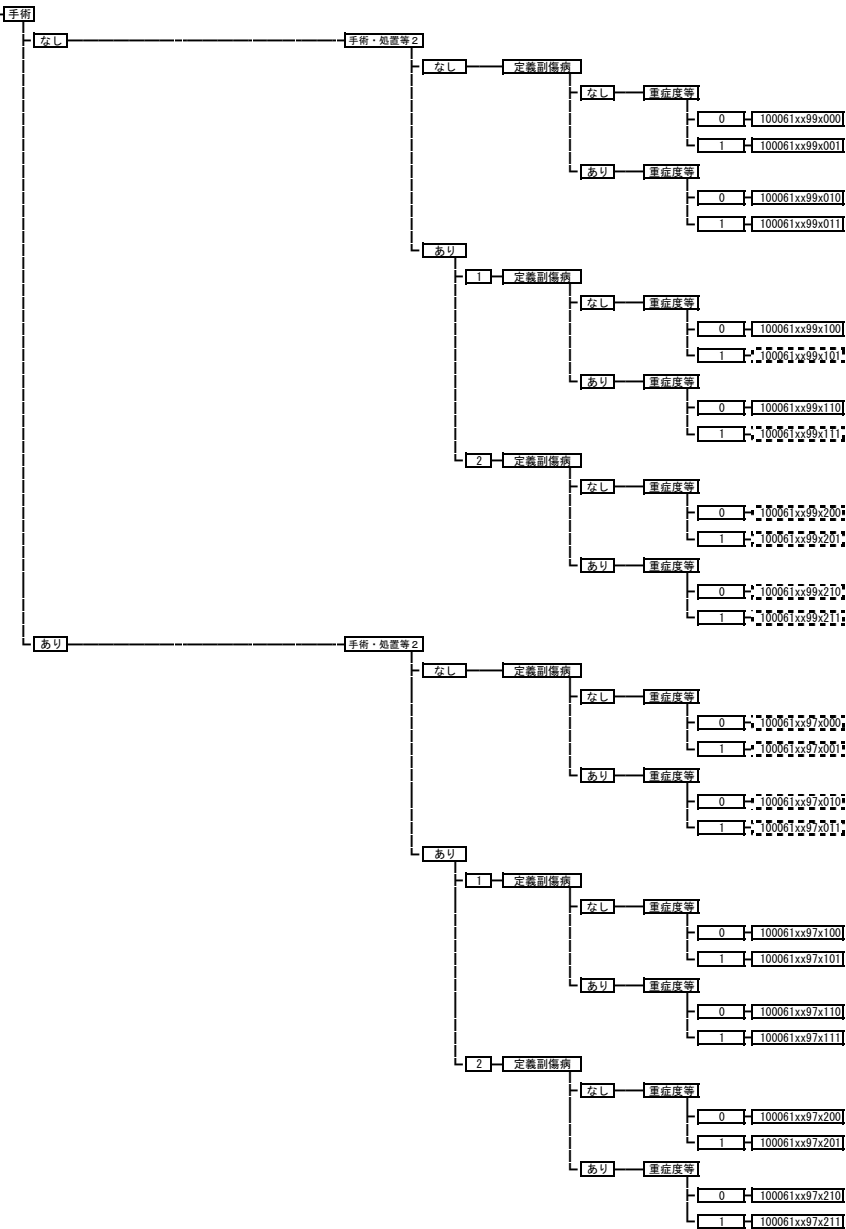 手術
なし 手術・処置等2
なし 定義副傷病
なし 重症度等
0 100061xx99x000
1 100061xx99x001
あり 重症度等
0 100061xx99x010
1 100061xx99x011
あり
1 定義副傷病
なし 重症度等
0 100061xx99x100
1 100061xx99x101
あり 重症度等
0 100061xx99x110
1 100061xx99x111
2 定義副傷病
なし 重症度等
0 100061xx99x200
1 100061xx99x201
あり 重症度等
0 100061xx99x210
1 100061xx99x211
あり 手術・処置等2
なし 定義副傷病
なし 重症度等
0 100061xx97x000
1 100061xx97x001
あり 重症度等
0 100061xx97x010
1 100061xx97x011
あり
1 定義副傷病
なし 重症度等
0 100061xx97x100
1 100061xx97x101
あり 重症度等
0 100061xx97x110
1 100061xx97x111
2 定義副傷病
なし 重症度等
0 100061xx97x200
1 100061xx97x201
あり 重症度等
0 100061xx97x210
1 100061xx97x211